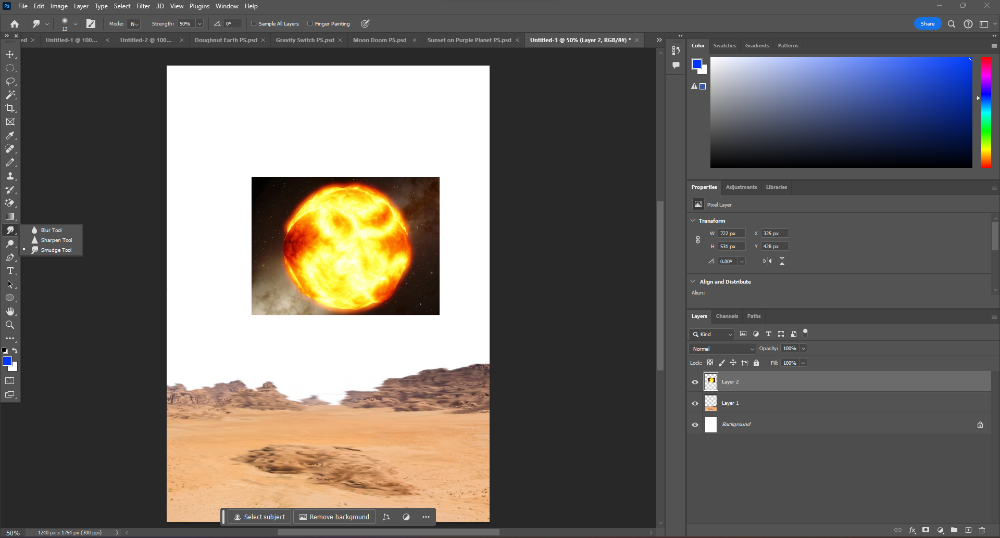 Ps File Edit Image Layer Type Select Filter 3D View Plugins Window Help
13 Mode: N Strength: 50% 0° Sample All Layers Finger Painting Share
ed × Untitled-1 @ 100... × Untitled-2 @ 100... × Doughnut Earth PS.psd × Gravity Switch PS.psd × Moon Doom PS.psd × Sunset on Purple Planet PS.psd × Untitled-3 @ 50% (Layer 2, RGB/8#) * ×
Color Swatches Gradients Patterns
Properties Adjustments Libraries
Pixel Layer
Transform
W 722 px X 325 px
H 531 px Y 428 px
0.00°
Align and Distribute
Align:
Blur Tool
Sharpen Tool
Smudge Tool
Layers Channels Paths
Kind
Normal Opacity: 100%
Lock: Fill: 100%
Layer 2
Layer 1
Background
Select subject Remove background
50% 1240 px x 1754 px (300 ppi)